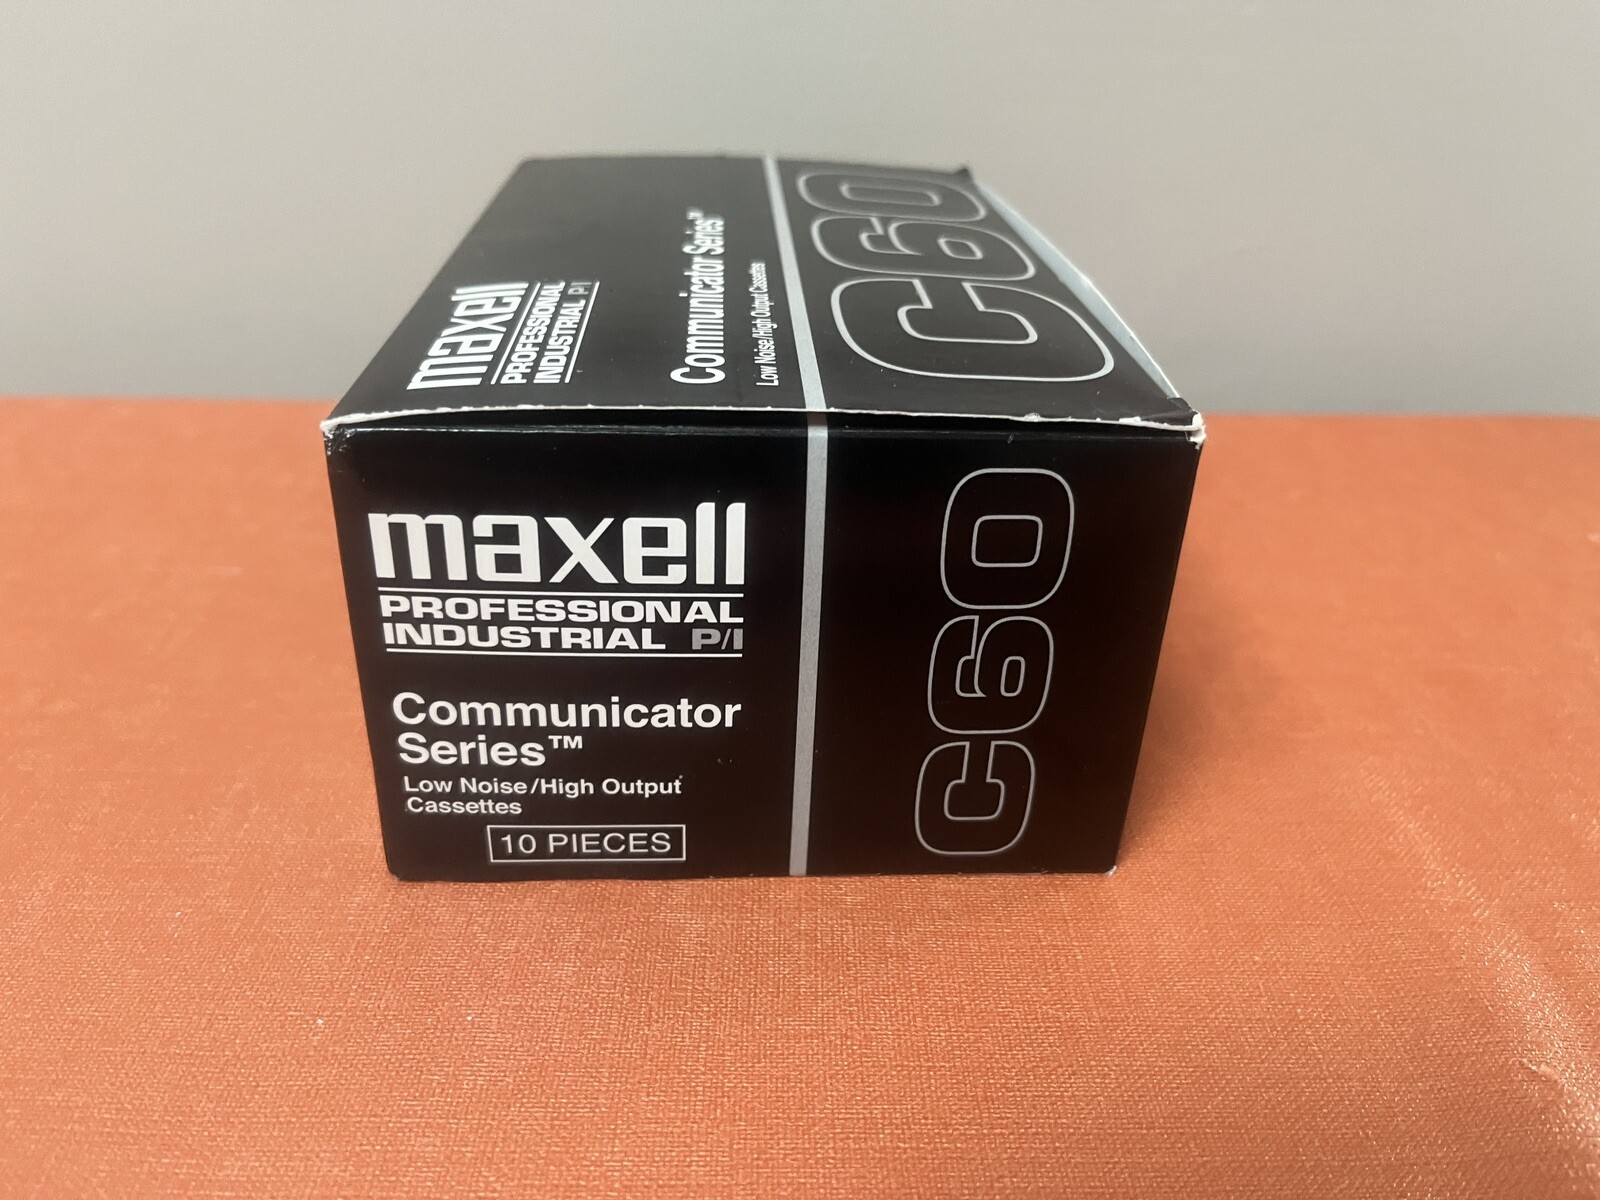 maxell
PROFESSIONAL
INDUSTRIAL P/I
Communicator Series™
Low Noise/High Output Cassettes
C60
maxell
PROFESSIONAL
INDUSTRIAL P/I
Communicator
Series™
Low Noise/High Output
Cassettes
10 PIECES
C60